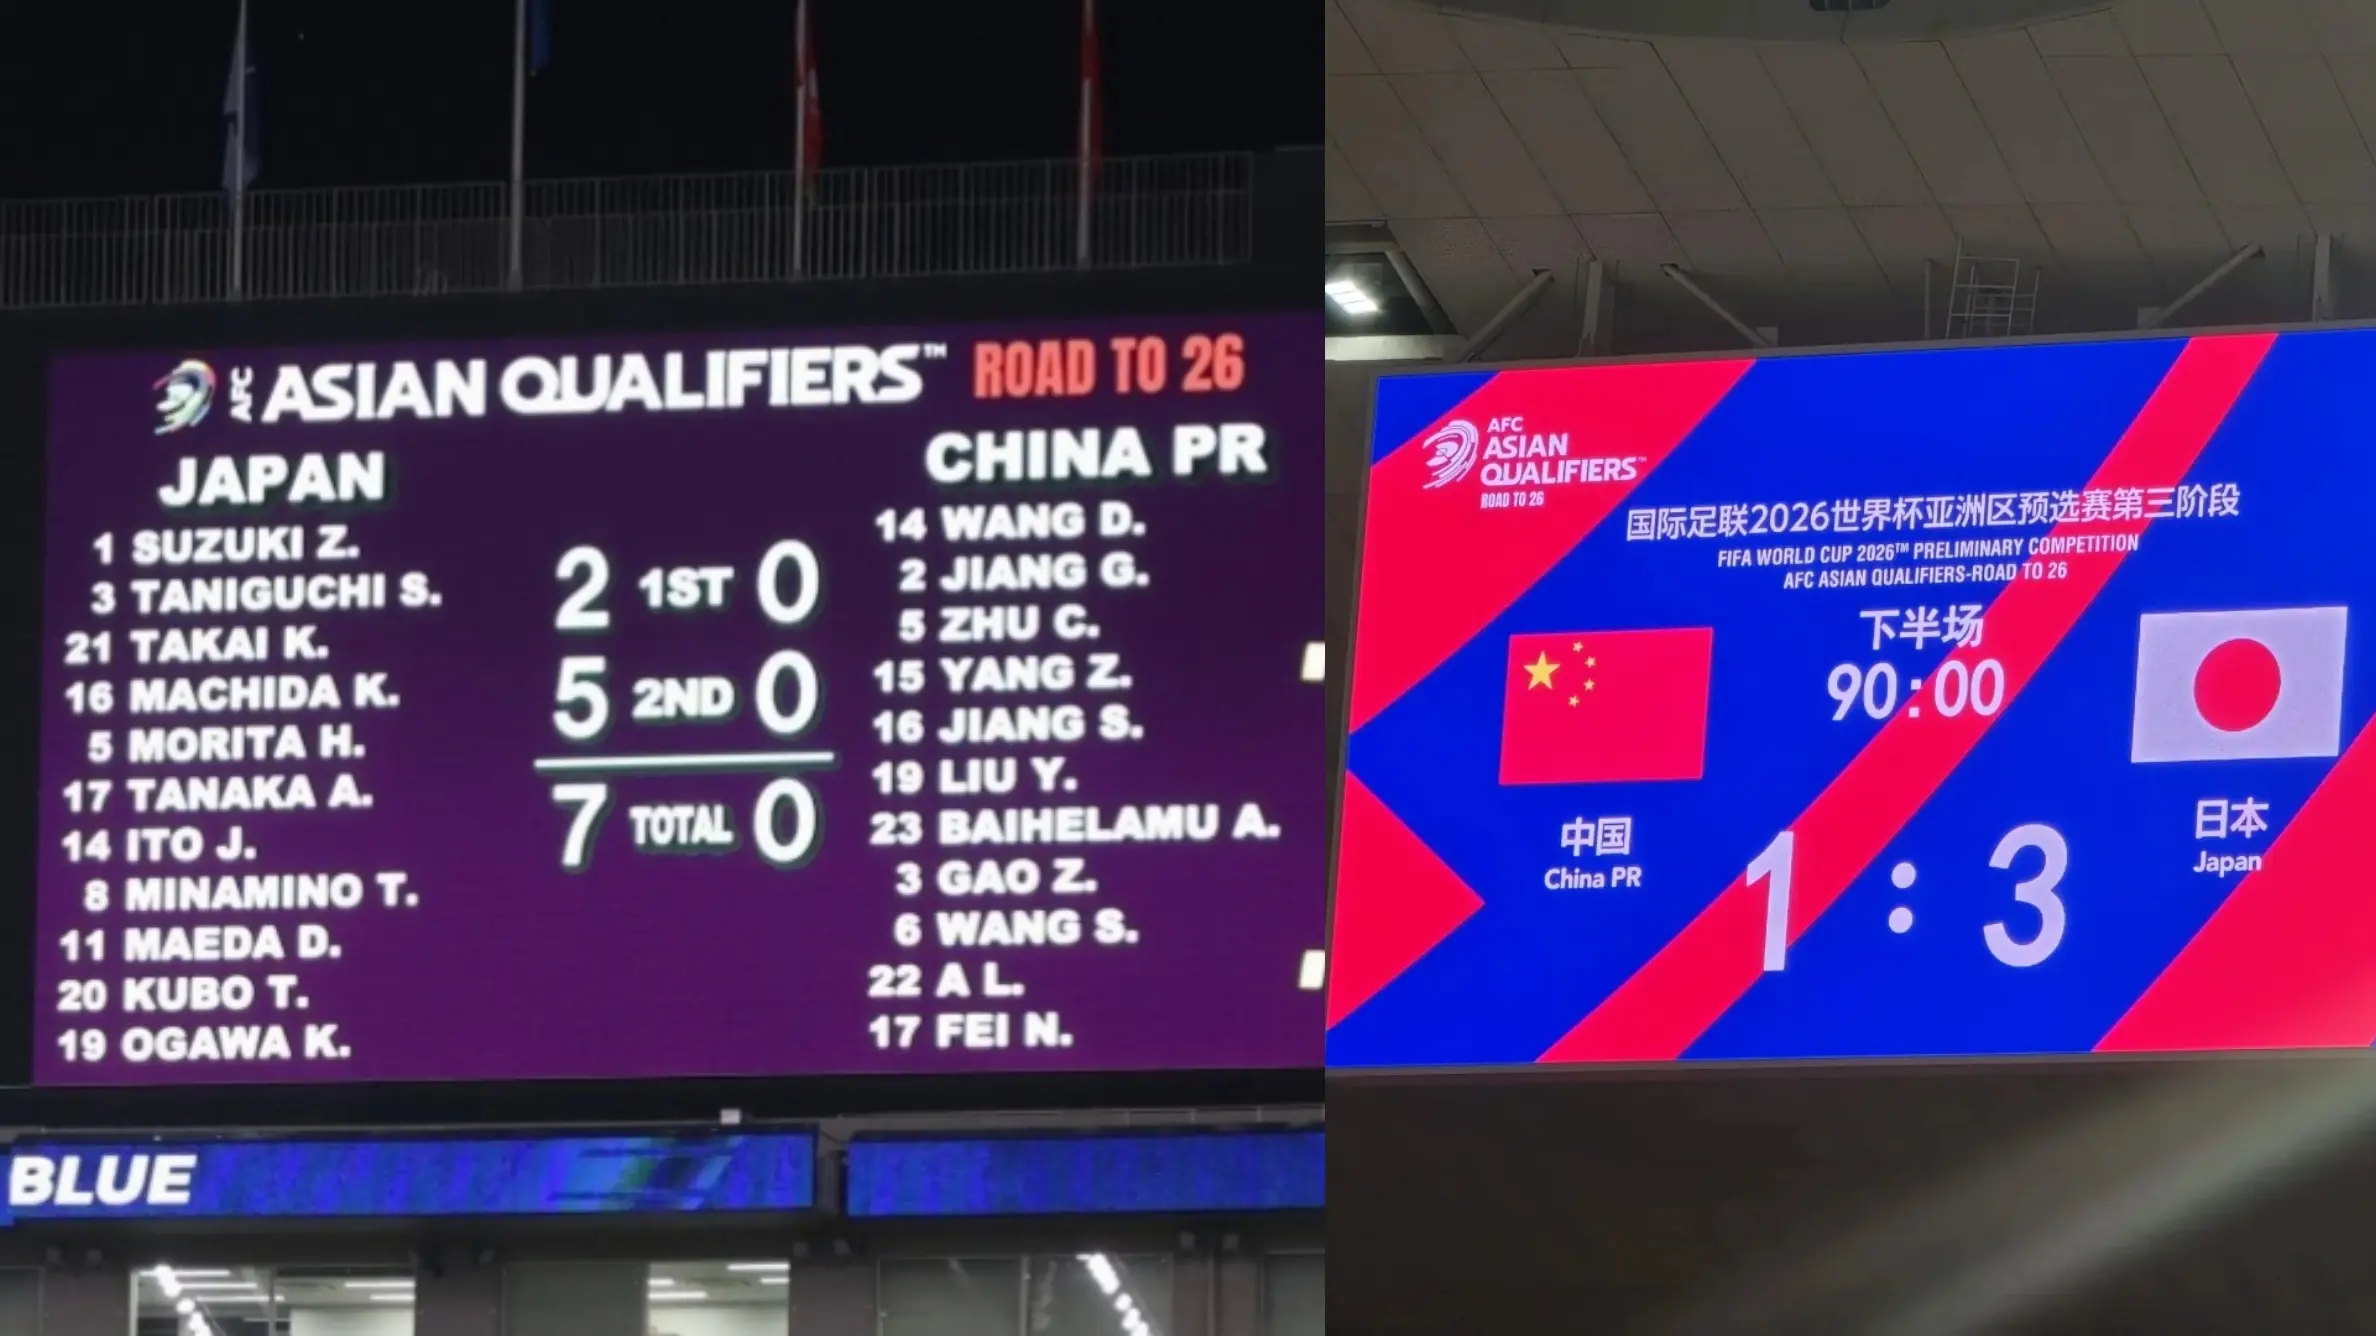 AFC ASIAN QUALIFIERS™ ROAD TO 26
JAPAN
1 SUZUKI Z.
3 TANIGUCHI S.
21 TAKAI K.
16 MACHIDA K.
5 MORITA H.
17 TANAKA A.
14 ITO J.
8 MINAMINO T.
11 MAEDA D.
20 KUBO T.
19 OGAWA K.
2 1ST 0
5 2ND 0
7 TOTAL 0
CHINA PR
14 WANG D.
2 JIANG G.
5 ZHU C.
15 YANG Z.
16 JIANG S.
19 LIU Y.
23 BAIHELAMU A.
3 GAO Z.
6 WANG S.
22 A L.
17 FEI N.
BLUE
AFC
ASIAN
QUALIFIERS™
ROAD TO 26
国际足联2026世界杯亚洲区预选赛第三阶段
FIFA WORLD CUP 2026™ PRELIMINARY COMPETITION
AFC ASIAN QUALIFIERS-ROAD TO 26
下半场
90:00
中国
China PR
1 : 3
日本
Japan